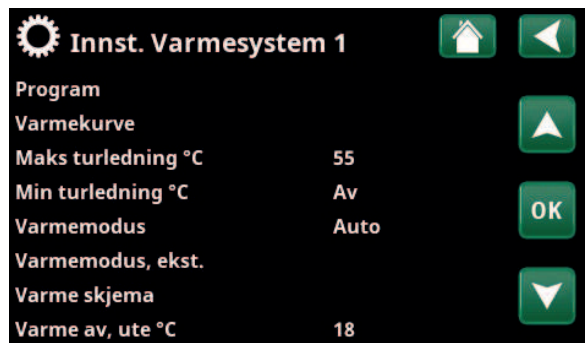 Innst. Varmesystem 1
Program
Varmekurve
Maks turledning °C 55
Min turledning °C Av
Varmemodus Auto
OK
Varmemodus, ekst.
Varme skjema
Varme av, ute °C 18